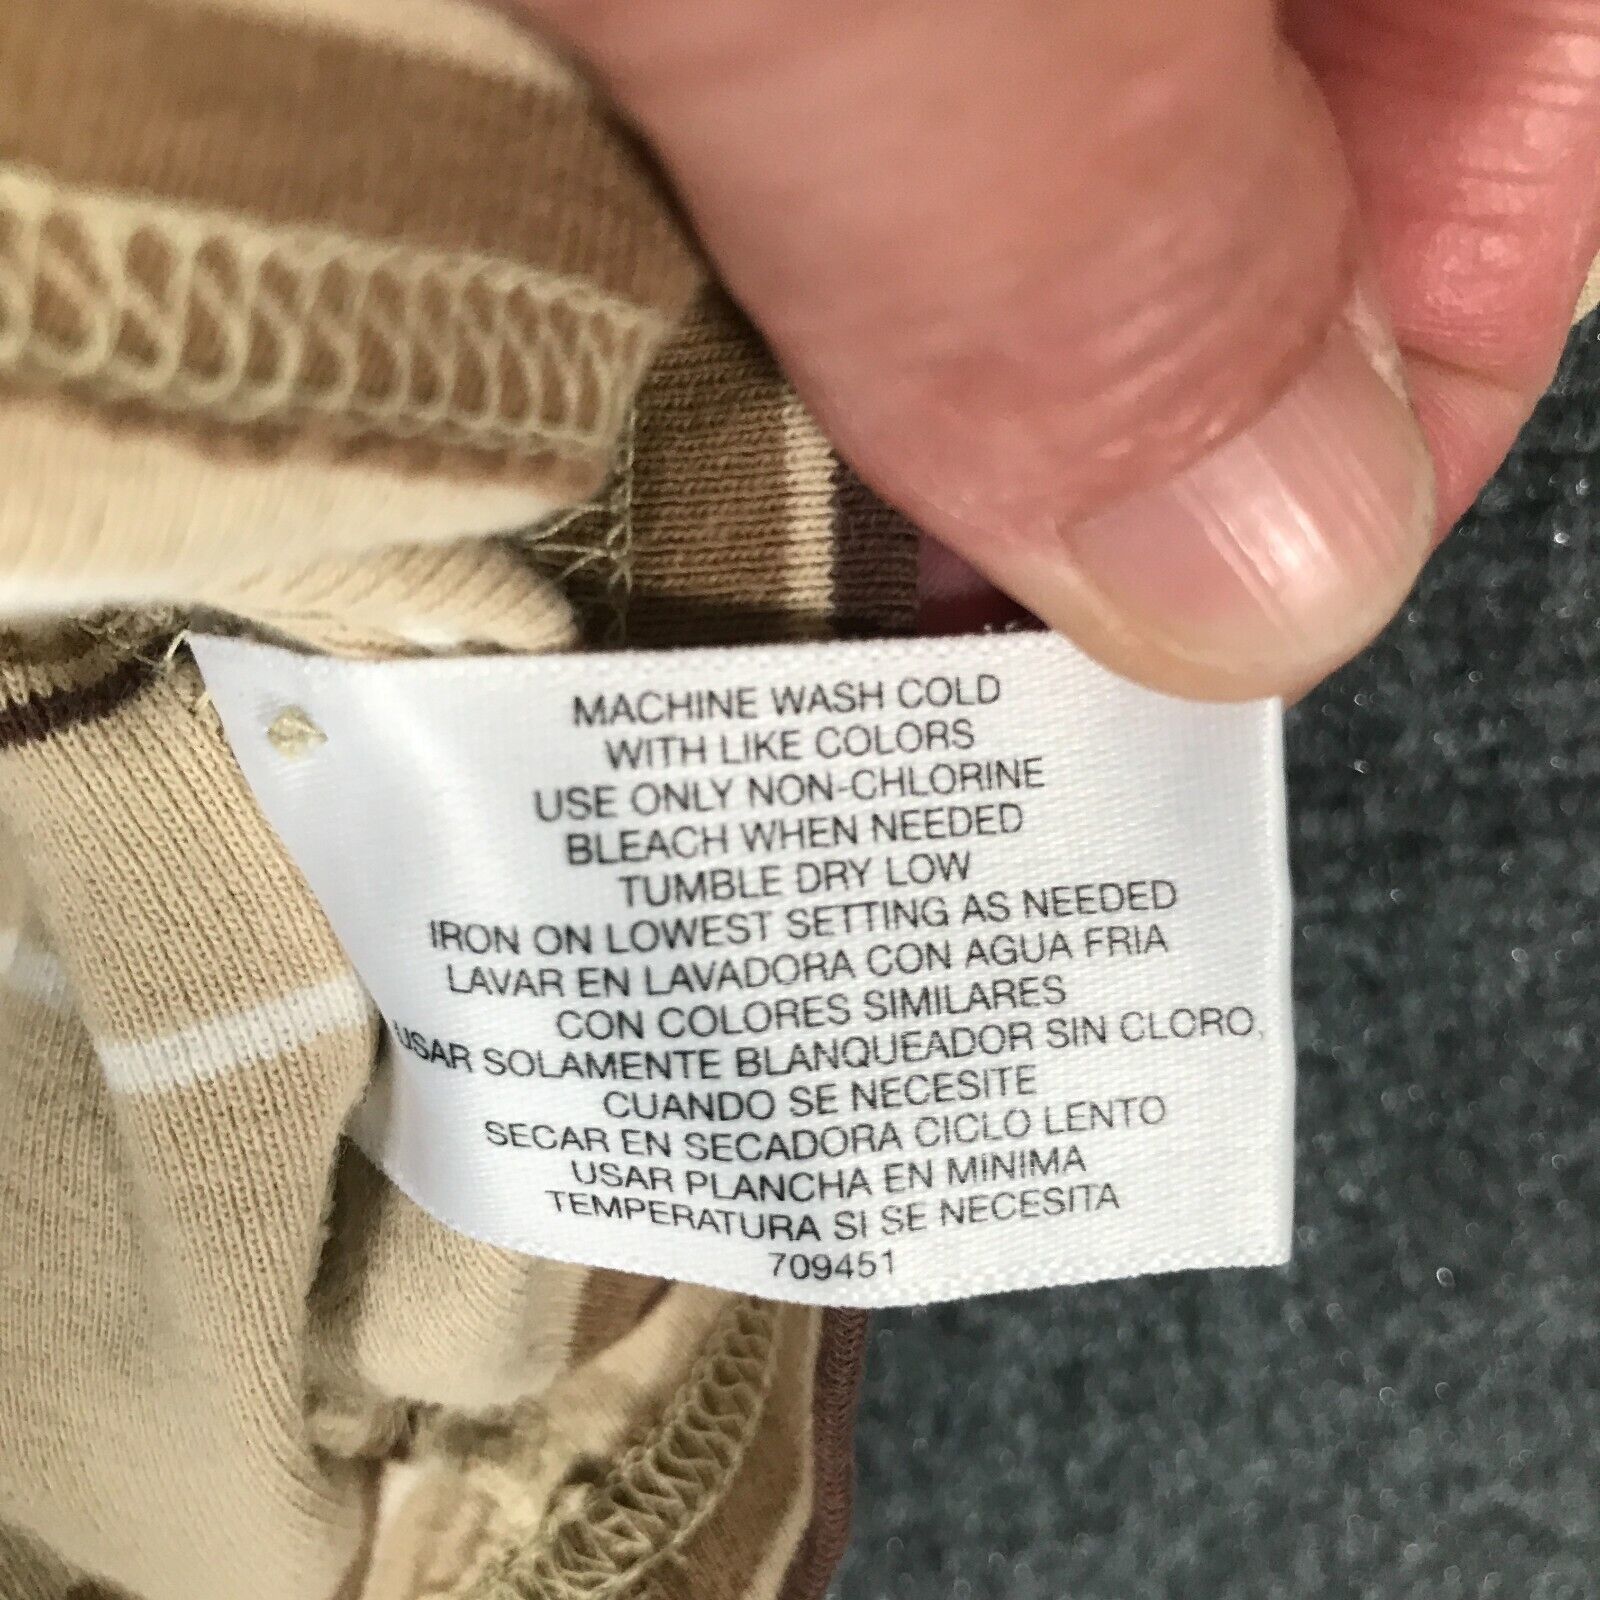 MACHINE WASH COLD
WITH LIKE COLORS
USE ONLY NON-CHLORINE
BLEACH WHEN NEEDED
TUMBLE DRY LOW
IRON ON LOWEST SETTING AS NEEDED
LAVAR EN LAVADORA CON AGUA FRIA
CON COLORES SIMILARES
USAR SOLAMENTE BLANQUEADOR SIN CLORO,
CUANDO SE NECESITE
SECAR EN SECADORA CICLO LENTO
USAR PLANCHA EN MINIMA
TEMPERATURA SI SE NECESITA
709451